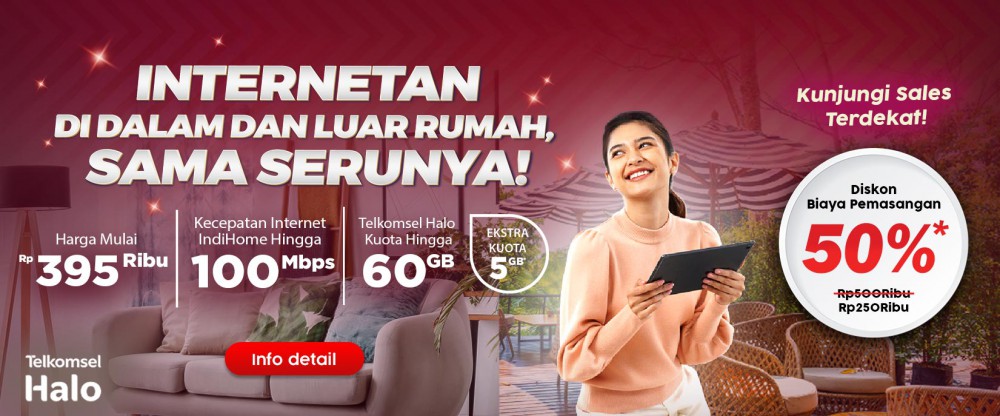 INTERNETAN
DI DALAM DAN LUAR RUMAH,
SAMA SERUNYA!
Harga Mulai
Rp 395 Ribu
Kecepatan Internet
IndiHome Hingga
100 Mbps
Telkomsel Halo
Kuota Hingga
60 GB
EKSTRA
KUOTA
5 GB*
Kunjungi Sales
Terdekat!
Diskon
Biaya Pemasangan
50%*
Rp500Ribu
Rp250Ribu
Info detail
Telkomsel
Halo